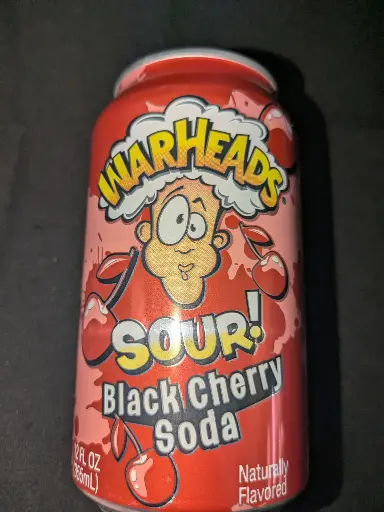 WARHEADS
SOUR!
Black Cherry
Soda
12 FL OZ
(355mL)
Naturally
Flavored